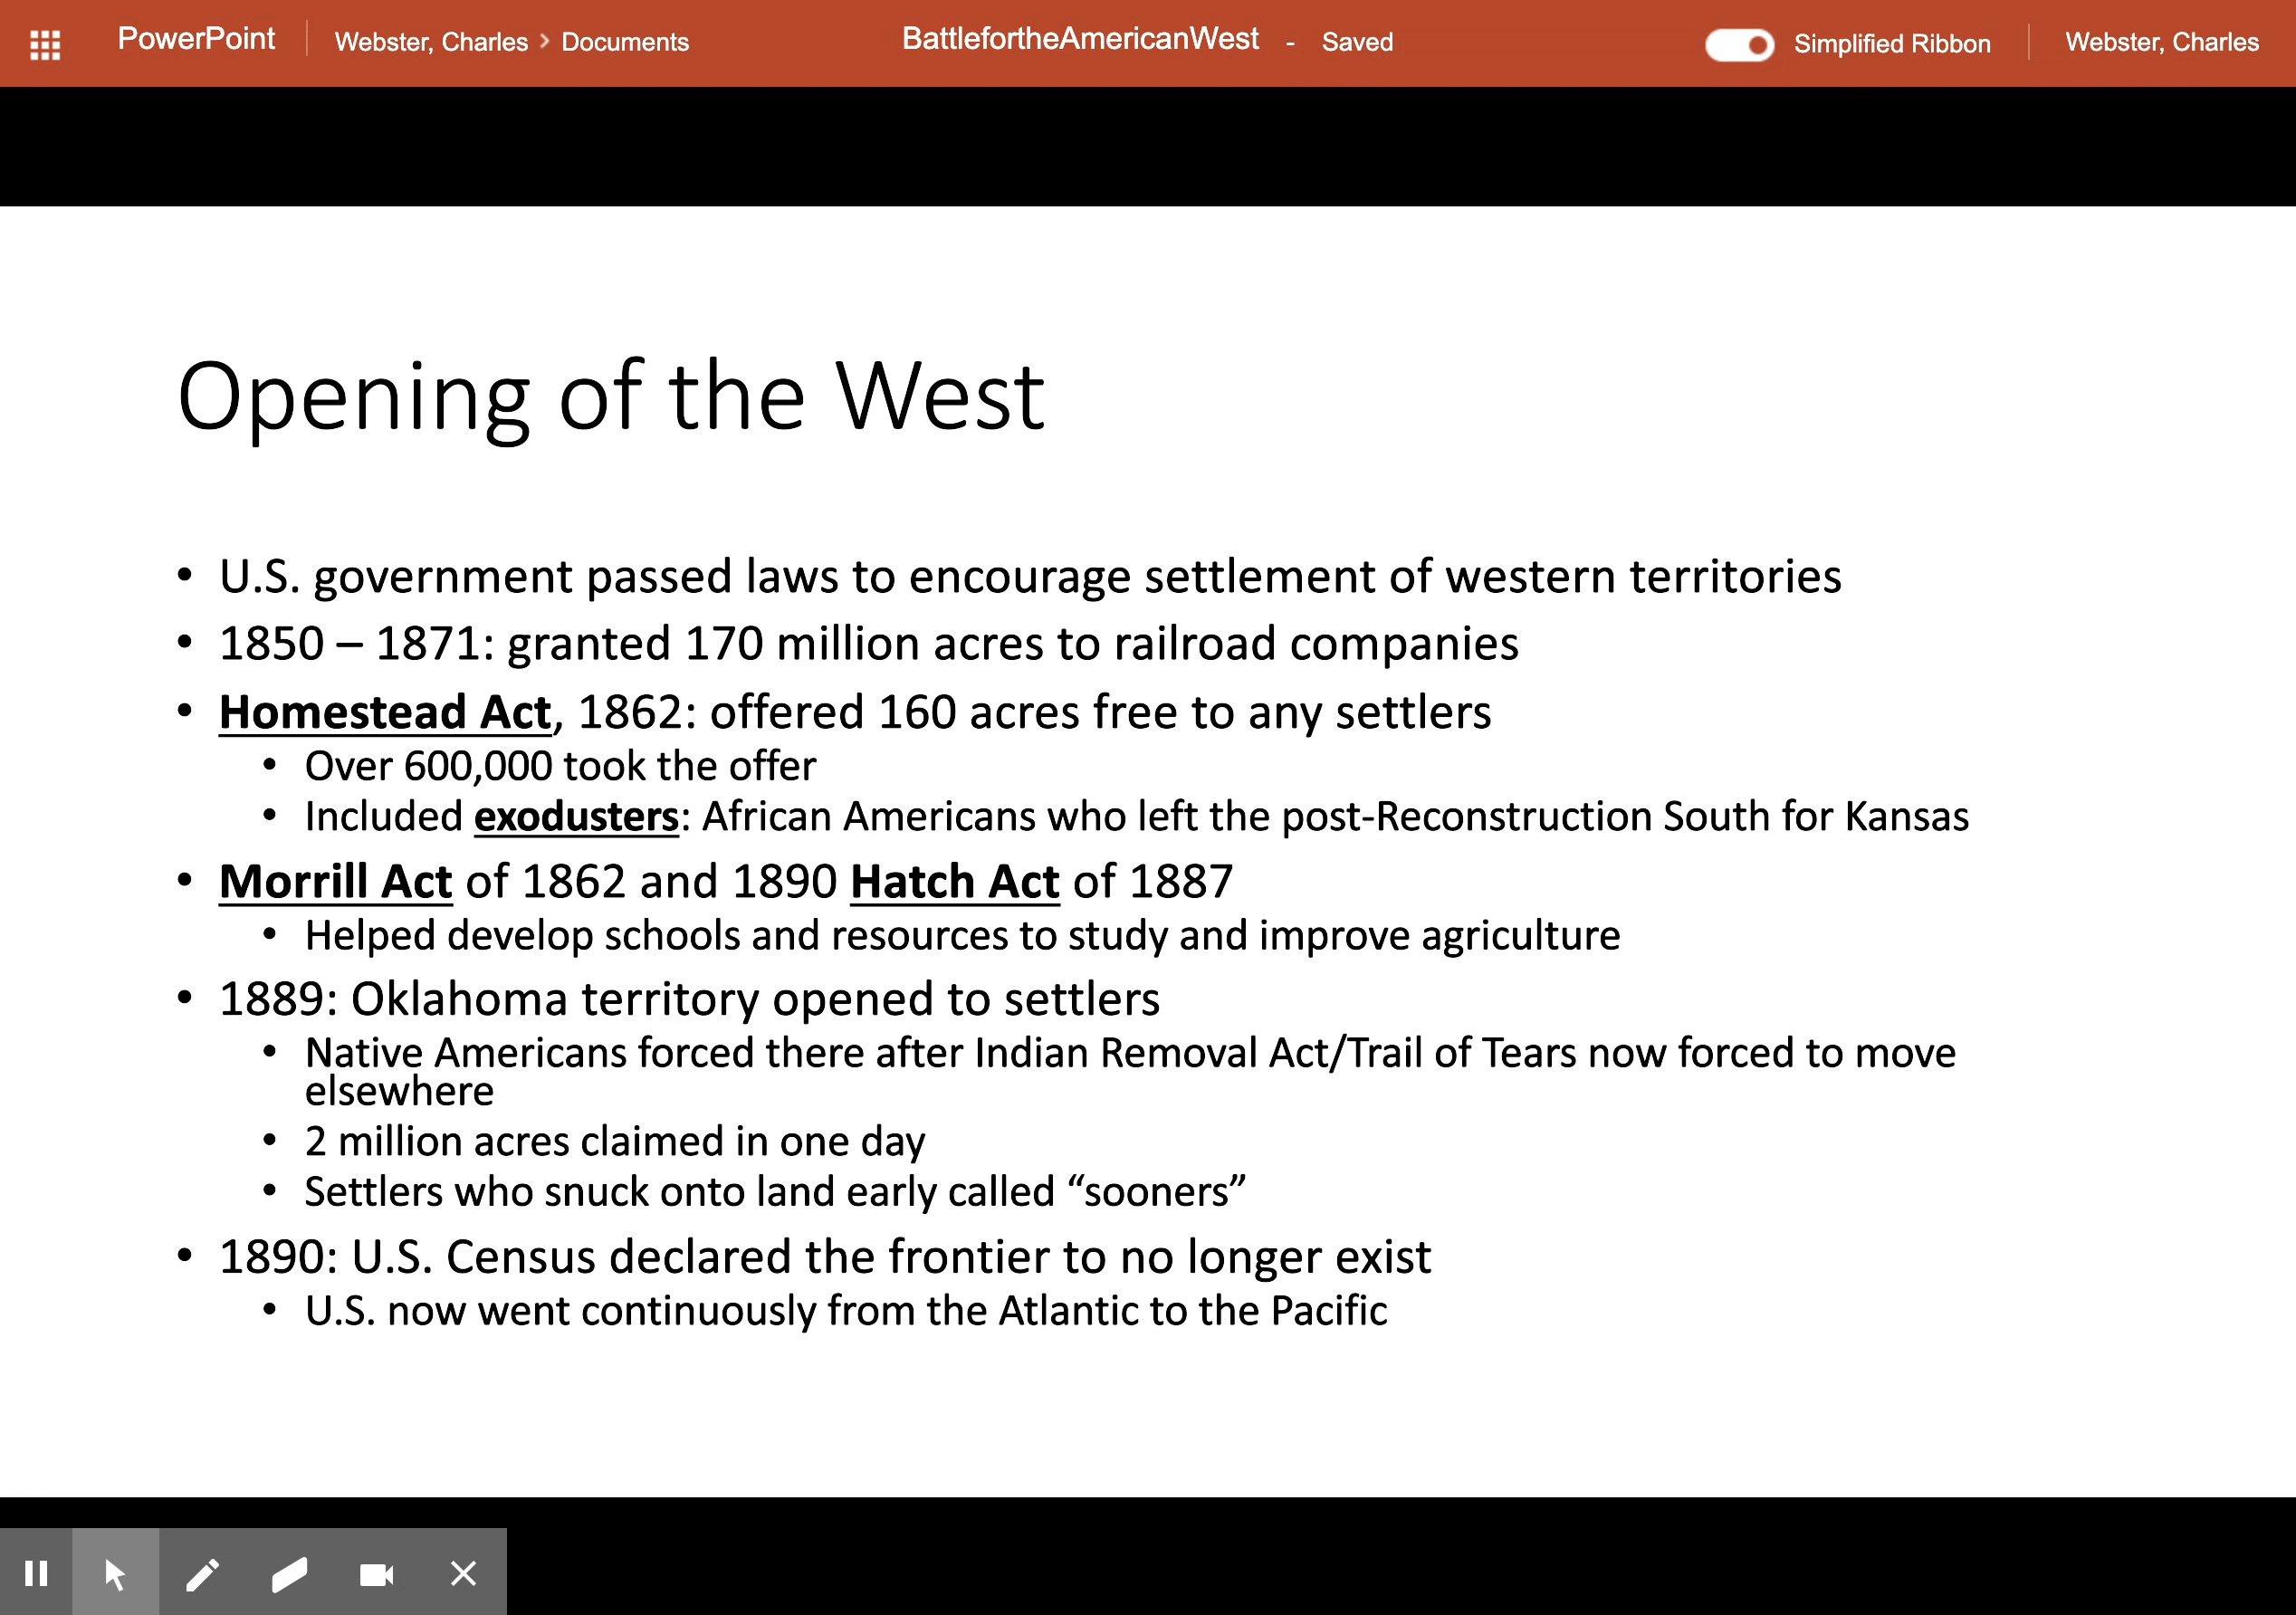 PowerPoint Webster, Charles > Documents BattlefortheAmericanWest - Saved Simplified Ribbon Webster, Charles
Opening of the West
• U.S. government passed laws to encourage settlement of western territories
• 1850 – 1871: granted 170 million acres to railroad companies
• Homestead Act, 1862: offered 160 acres free to any settlers
• Over 600,000 took the offer
• Included exodusters: African Americans who left the post-Reconstruction South for Kansas
• Morrill Act of 1862 and 1890 Hatch Act of 1887
• Helped develop schools and resources to study and improve agriculture
• 1889: Oklahoma territory opened to settlers
• Native Americans forced there after Indian Removal Act/Trail of Tears now forced to move
elsewhere
• 2 million acres claimed in one day
• Settlers who snuck onto land early called “sooners”
• 1890: U.S. Census declared the frontier to no longer exist
• U.S. now went continuously from the Atlantic to the Pacific